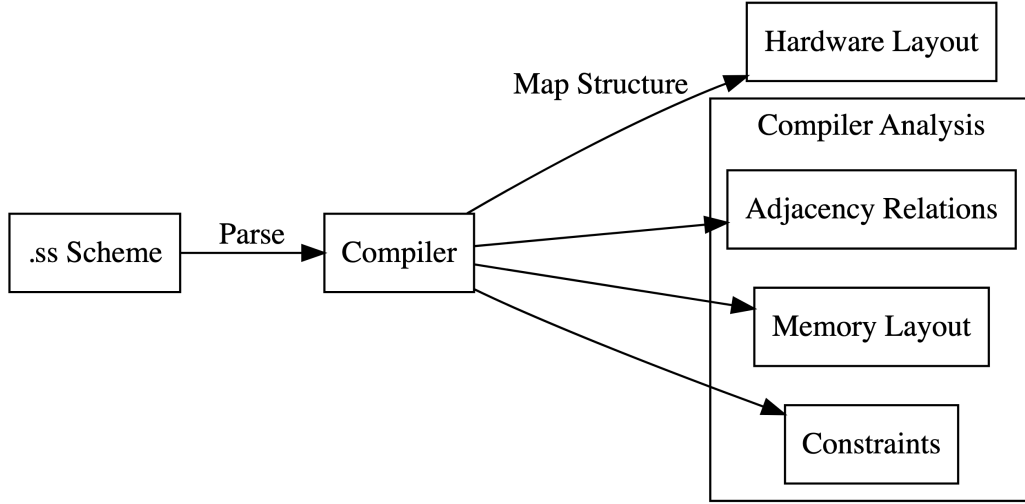 Hardware Layout
Map Structure
Compiler Analysis
Adjacency Relations
.ss Scheme
Parse
Compiler
Memory Layout
Constraints